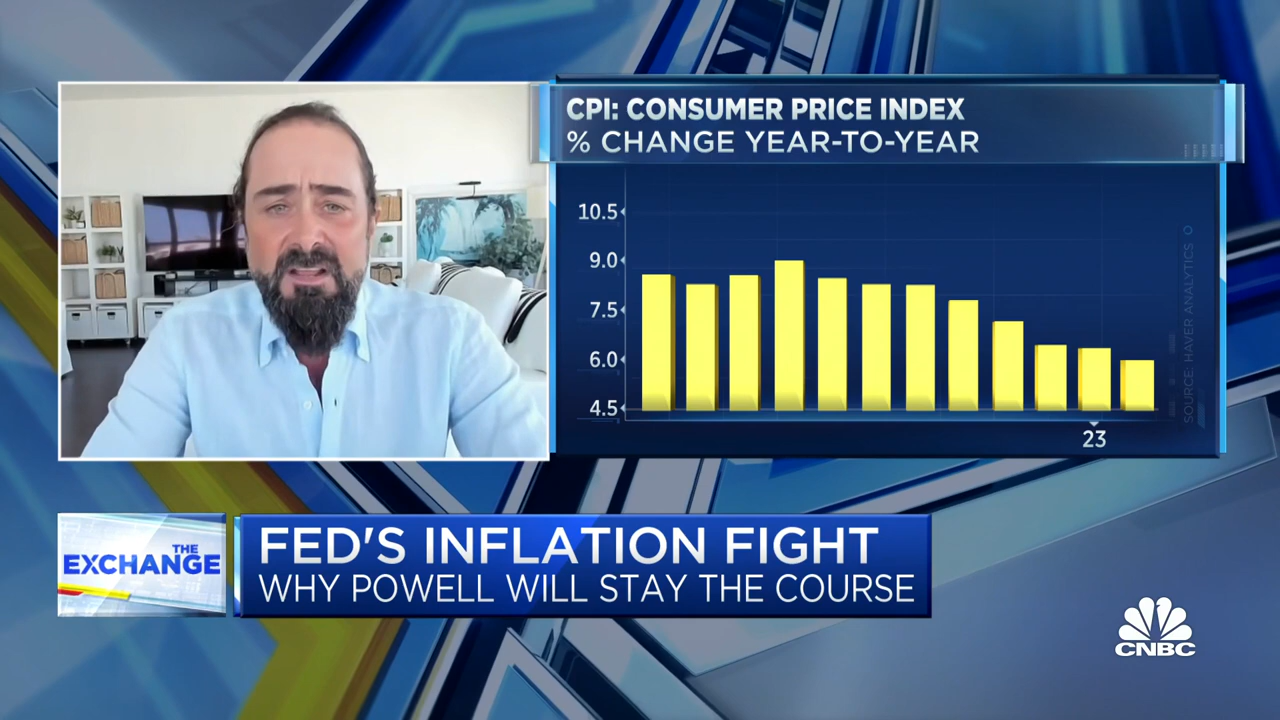 CPI: CONSUMER PRICE INDEX
% CHANGE YEAR-TO-YEAR
10.5
9.0
7.5
6.0
4.5
23
SOURCE: HAVER ANALYTICS
THE
EXCHANGE
FED'S INFLATION FIGHT
WHY POWELL WILL STAY THE COURSE
CNBC